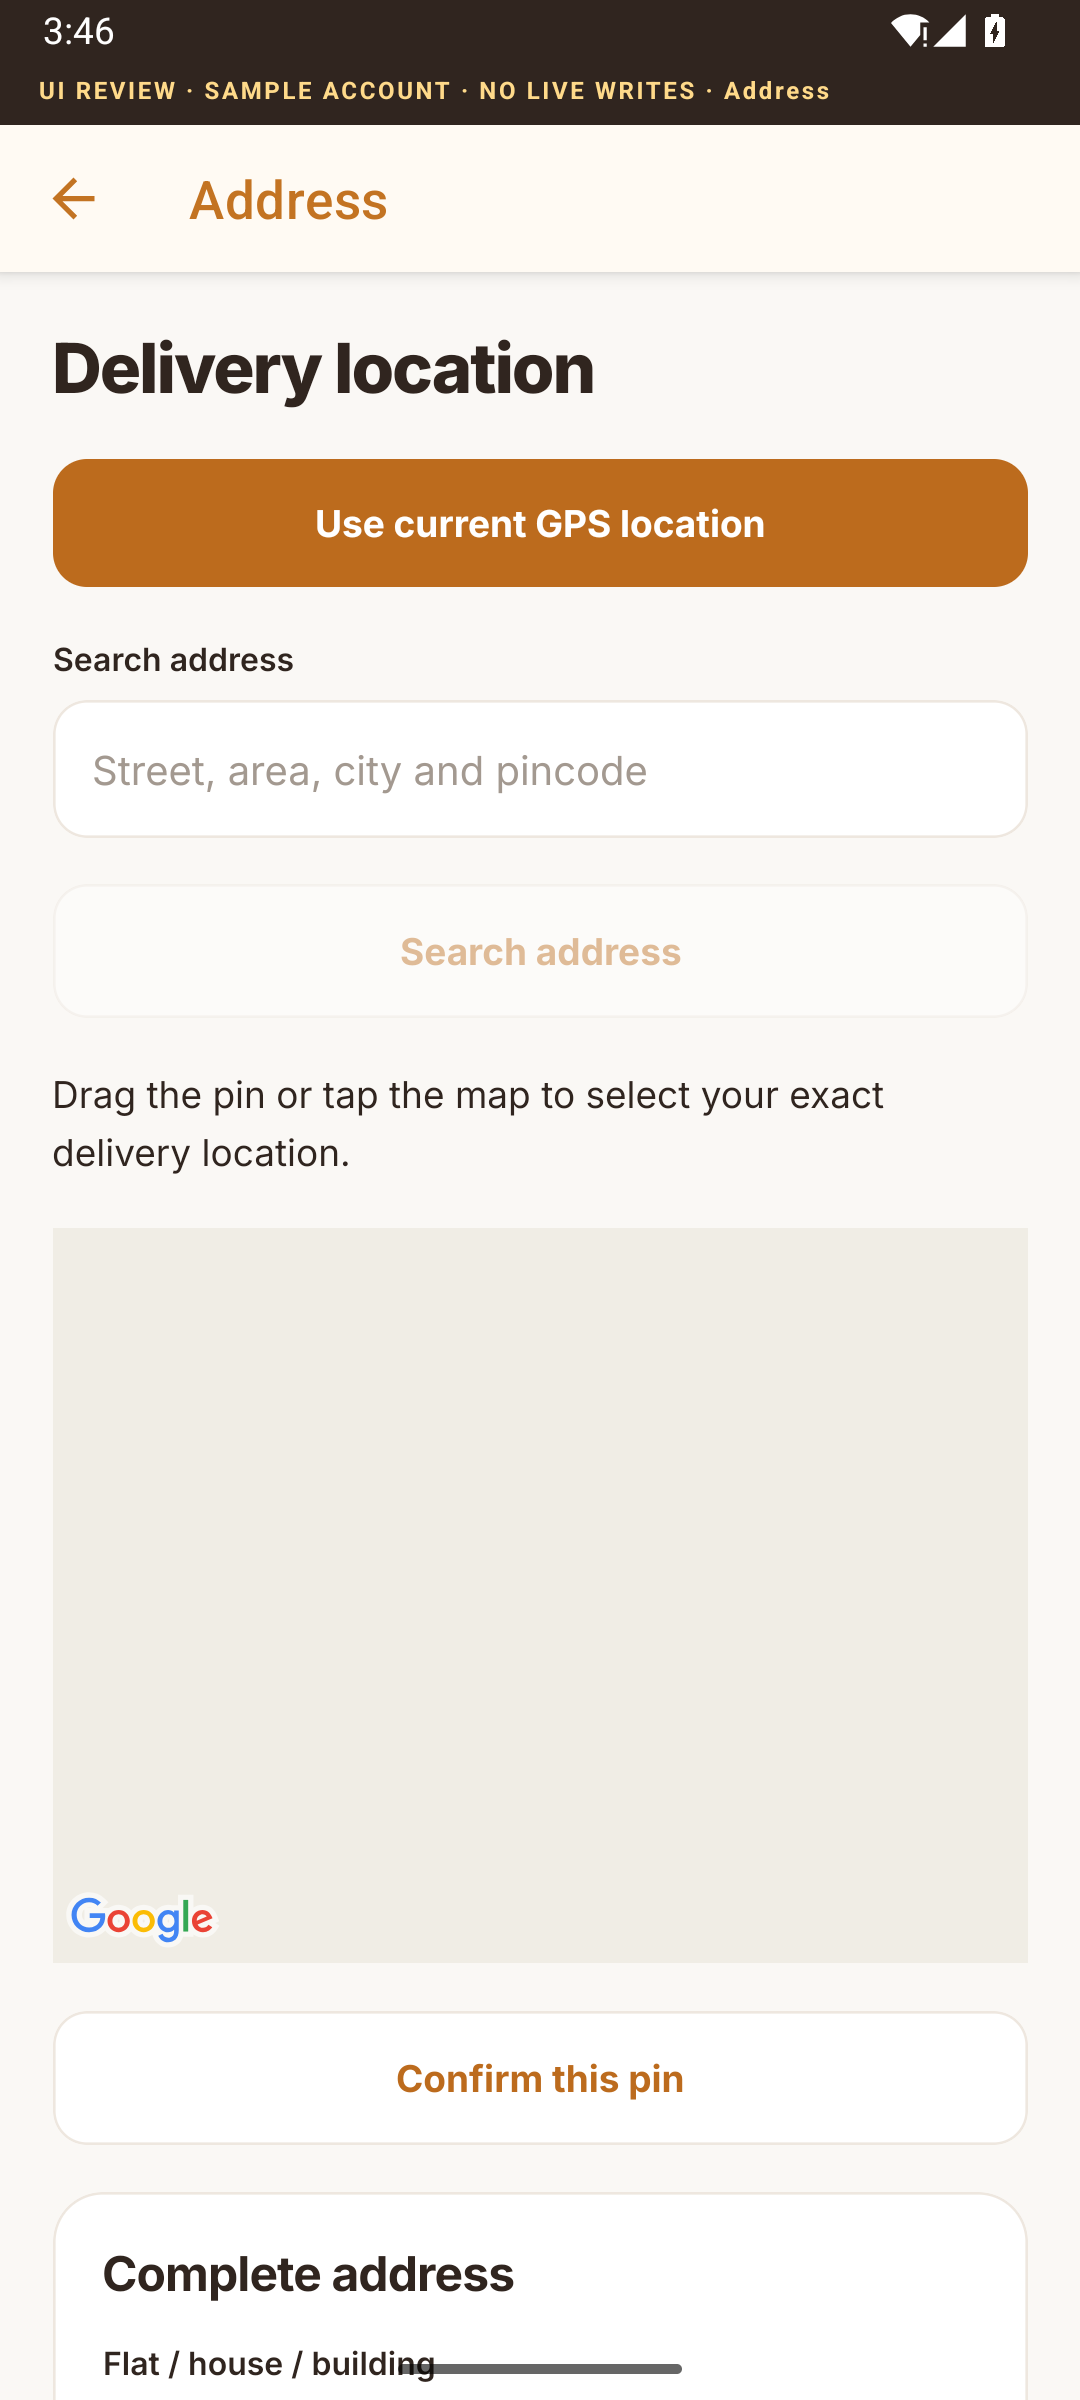 3:46
UI REVIEW · SAMPLE ACCOUNT · NO LIVE WRITES · Address
Address
Delivery location
Use current GPS location
Search address
Street, area, city and pincode
Search address
Drag the pin or tap the map to select your exact
delivery location.
Google
Confirm this pin
Complete address
Flat / house / building